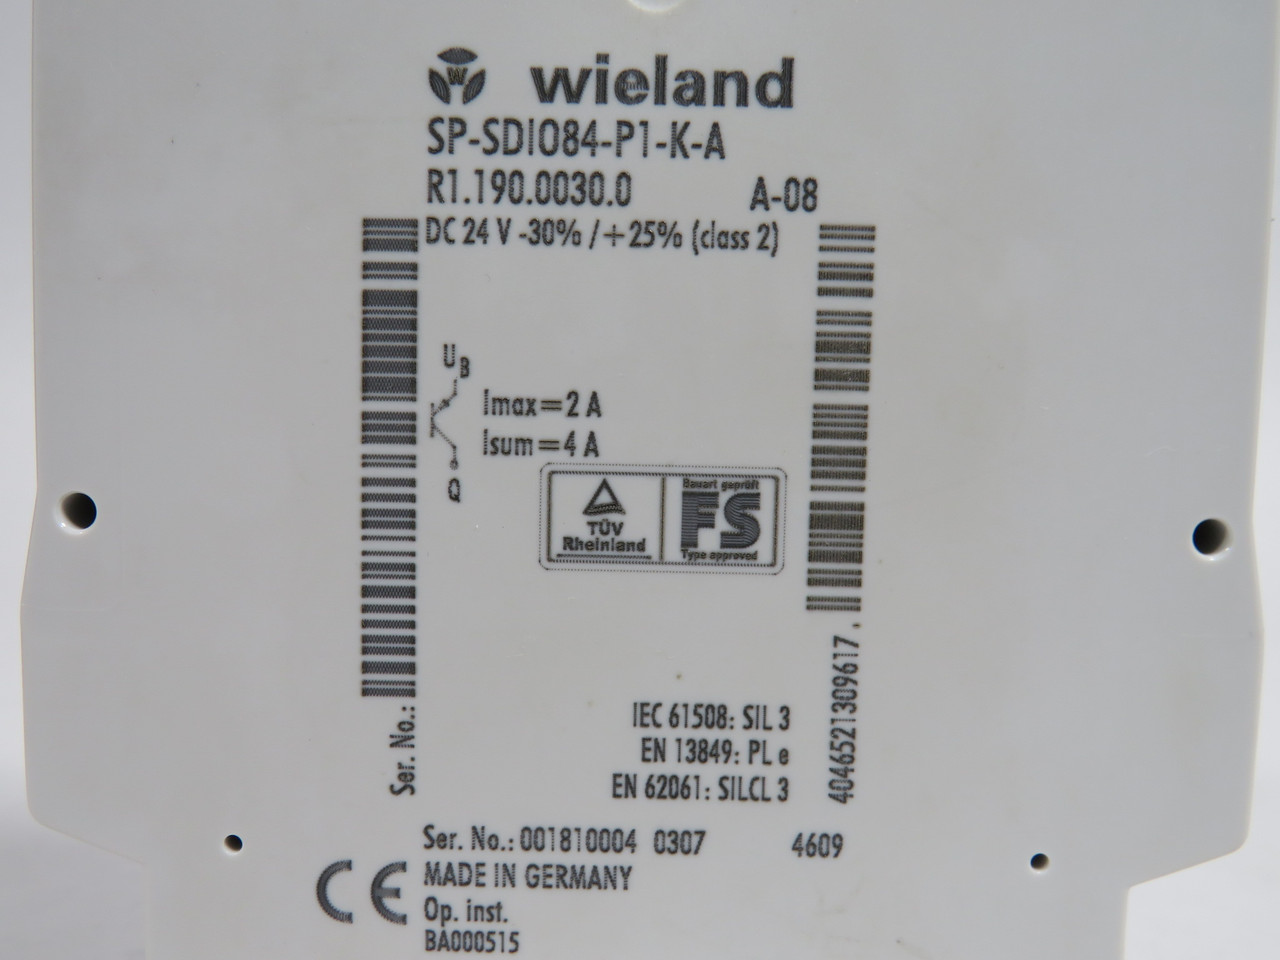 wieland
SP-SDIO84-P1-K-A
R1.190.0030.0 A-08
DC 24 V -30% / +25% (class 2)
UB
Imax=2 A
Isum=4 A
Q
TÜV
Rheinland
Bauart geprüft
FS
Type approved
IEC 61508: SIL 3
EN 13849: PL e
EN 62061: SILCL 3
Ser. No.:
4046521309617 .
Ser. No.: 001810004 0307 4609
CE
MADE IN GERMANY
Op. inst.
BA000515